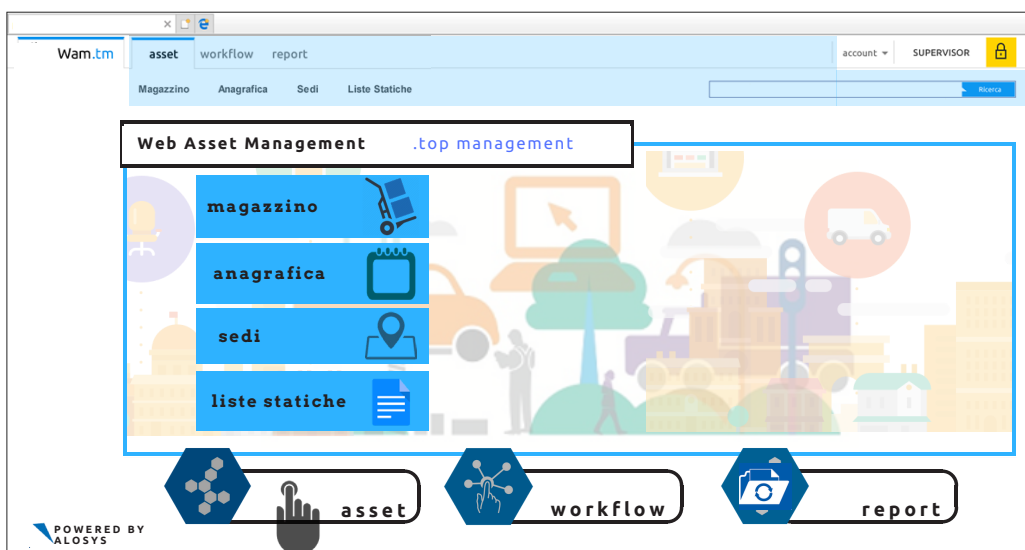 Wam.tm
asset workflow report
account SUPERVISOR
Magazzino Anagrafica Sedi Liste Statiche
Ricerca
Web Asset Management .top management
magazzino
anagrafica
sedi
liste statiche
asset
workflow
report
POWERED BY
ALOSYS